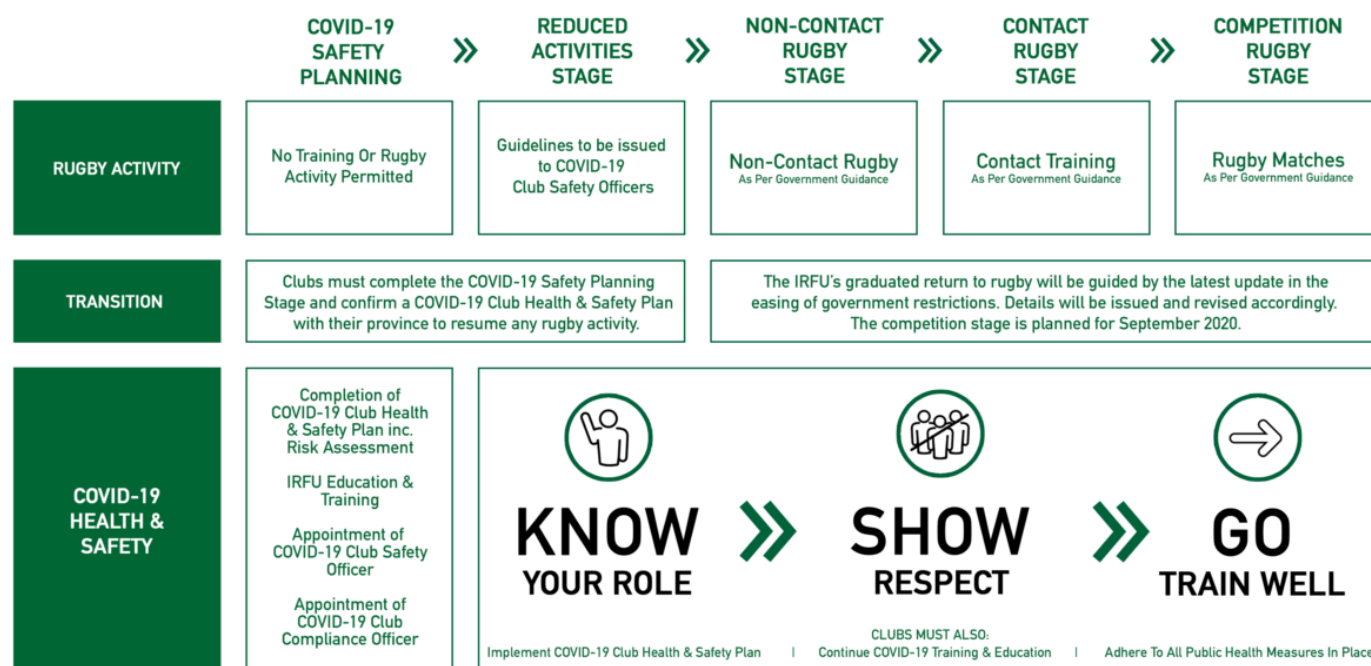 COVID-19
SAFETY
PLANNING
REDUCED
ACTIVITIES
STAGE
NON-CONTACT
RUGBY
STAGE
CONTACT
RUGBY
STAGE
COMPETITION
RUGBY
STAGE
RUGBY ACTIVITY
No Training Or Rugby
Activity Permitted
Guidelines to be issued
to COVID-19
Club Safety Officers
Non-Contact Rugby
As Per Government Guidance
Contact Training
As Per Government Guidance
Rugby Matches
As Per Government Guidance
TRANSITION
Clubs must complete the COVID-19 Safety Planning
Stage and confirm a COVID-19 Club Health & Safety Plan
with their province to resume any rugby activity.
The IRFU's graduated return to rugby will be guided by the latest update in the
easing of government restrictions. Details will be issued and revised accordingly.
The competition stage is planned for September 2020.
COVID-19
HEALTH &
SAFETY
Completion of
COVID-19 Club Health
& Safety Plan inc.
Risk Assessment
IRFU Education &
Training
Appointment of
COVID-19 Club Safety
Officer
Appointment of
COVID-19 Club
Compliance Officer
KNOW
YOUR ROLE
SHOW
RESPECT
GO
TRAIN WELL
CLUBS MUST ALSO:
Implement COVID-19 Club Health & Safety Plan | Continue COVID-19 Training & Education | Adhere To All Public Health Measures In Place